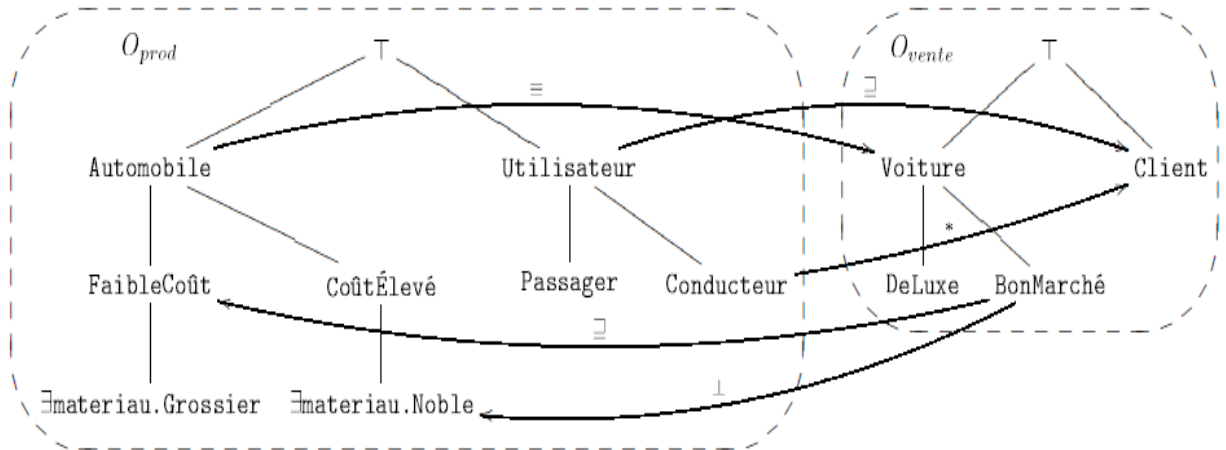 O_prod ⊤ O_vente ⊤
≡ ⊒
Automobile Utilisateur Voiture Client
*
FaibleCoût CoûtÉlevé Passager Conducteur DeLuxe BonMarché
⊒
⊥
∃materiau.Grossier ∃materiau.Noble